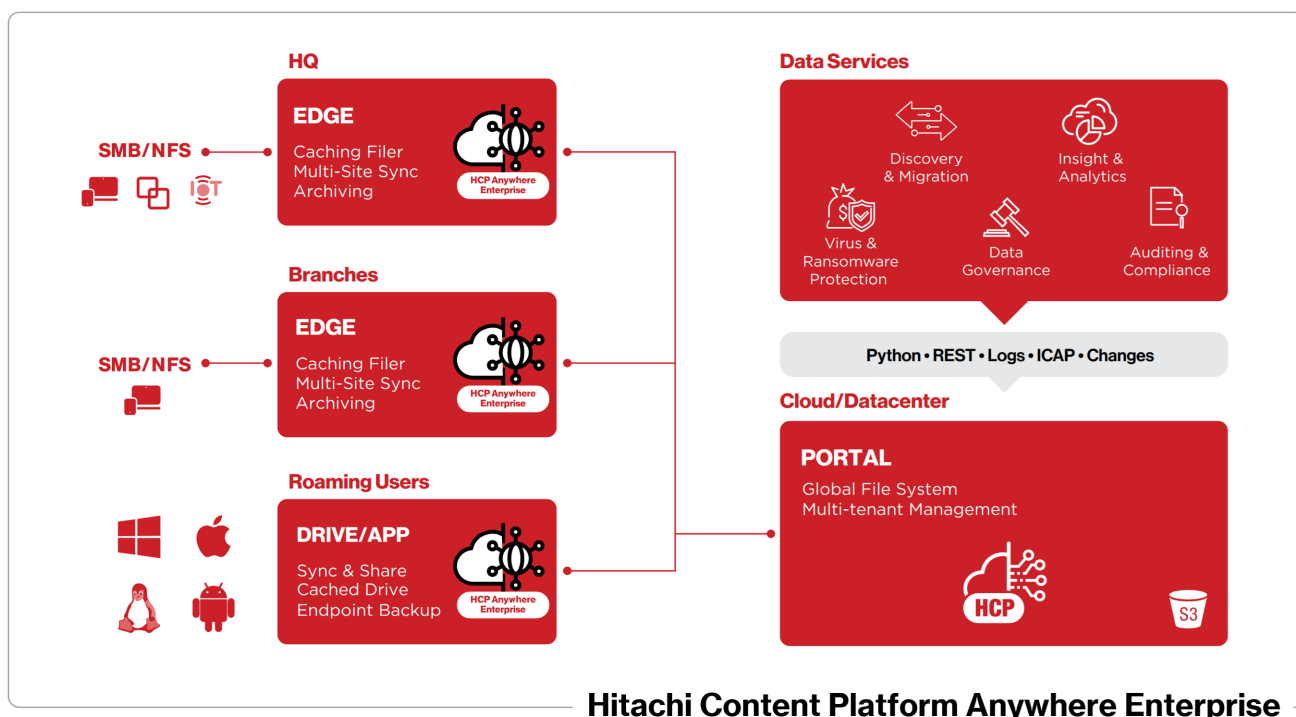 HQ
EDGE
Caching Filer
Multi-Site Sync
Archiving
HCP Anywhere
Enterprise
SMB/NFS
IOT
Branches
EDGE
Caching Filer
Multi-Site Sync
Archiving
HCP Anywhere
Enterprise
SMB/NFS
Roaming Users
DRIVE/APP
Sync & Share
Cached Drive
Endpoint Backup
HCP Anywhere
Enterprise
Data Services
Discovery
& Migration
Insight &
Analytics
$
Virus &
Ransomware
Protection
Data
Governance
Auditing &
Compliance
Python • REST • Logs • ICAP • Changes
Cloud/Datacenter
PORTAL
Global File System
Multi-tenant Management
HCP
S3
Hitachi Content Platform Anywhere Enterprise